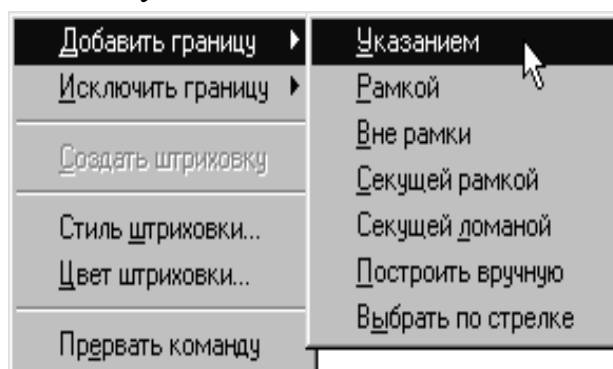 Добавить границу
Исключить границу
Создать штриховку
Стиль штриховки...
Цвет штриховки...
Прервать команду
Указанием
Рамкой
Вне рамки
Секущей рамкой
Секущей ломаной
Построить вручную
Выбрать по стрелке